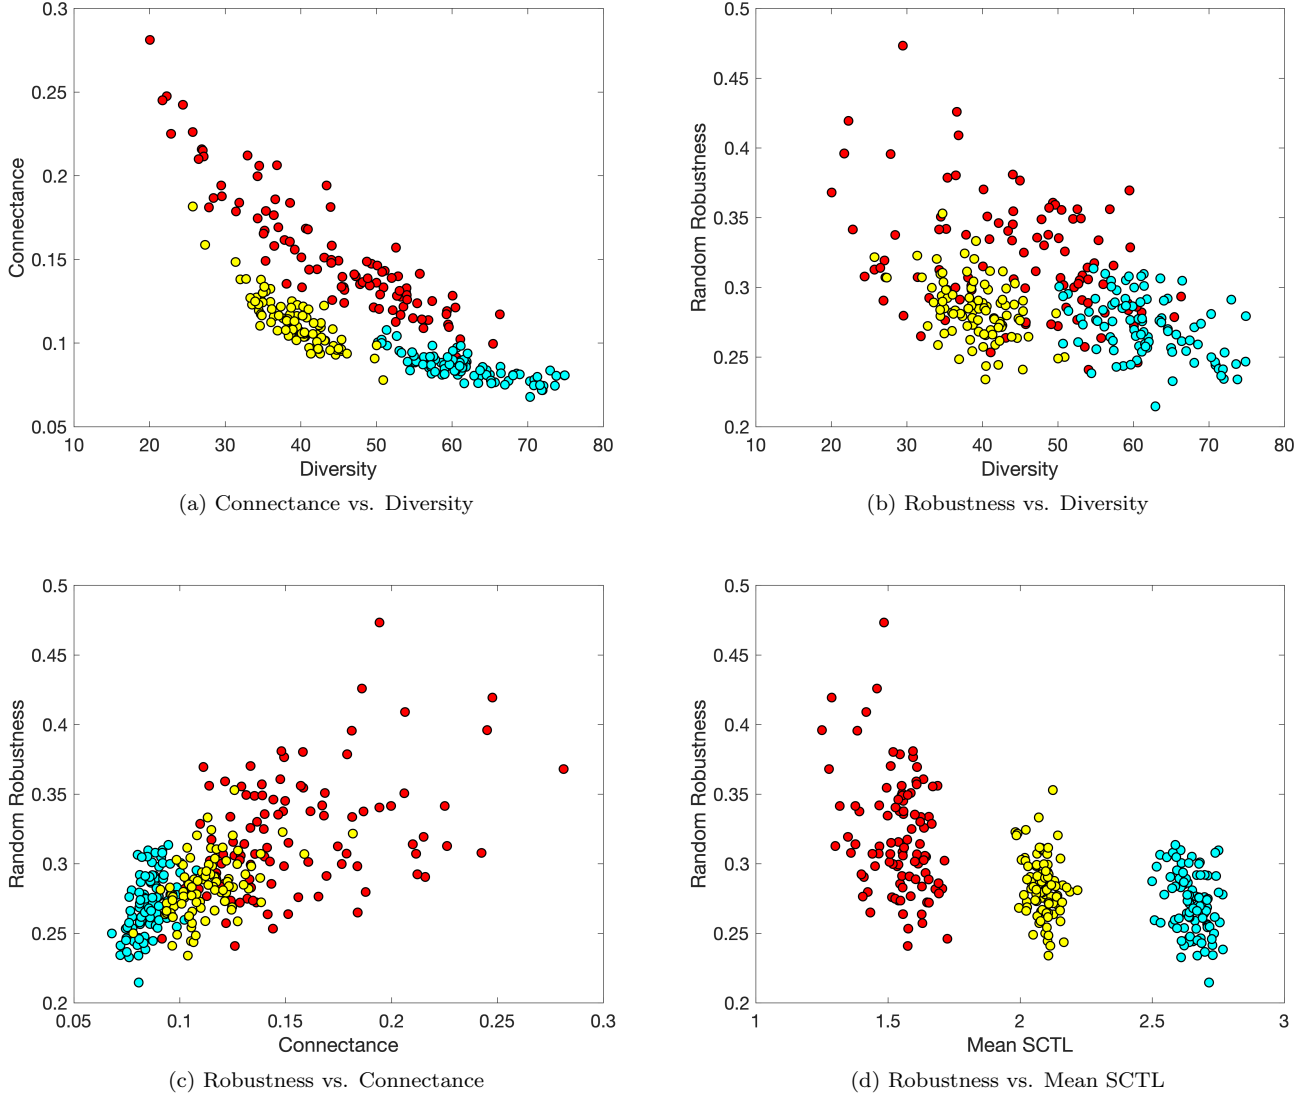 0.3
0.25
0.2
0.15
0.1
0.05
Connectance
10 20 30 40 50 60 70 80
Diversity
(a) Connectance vs. Diversity
0.5
0.45
0.4
0.35
0.3
0.25
0.2
Random Robustness
10 20 30 40 50 60 70 80
Diversity
(b) Robustness vs. Diversity
0.5
0.45
0.4
0.35
0.3
0.25
0.2
Random Robustness
0.05 0.1 0.15 0.2 0.25 0.3
Connectance
(c) Robustness vs. Connectance
0.5
0.45
0.4
0.35
0.3
0.25
0.2
Random Robustness
1 1.5 2 2.5 3
Mean SCTL
(d) Robustness vs. Mean SCTL